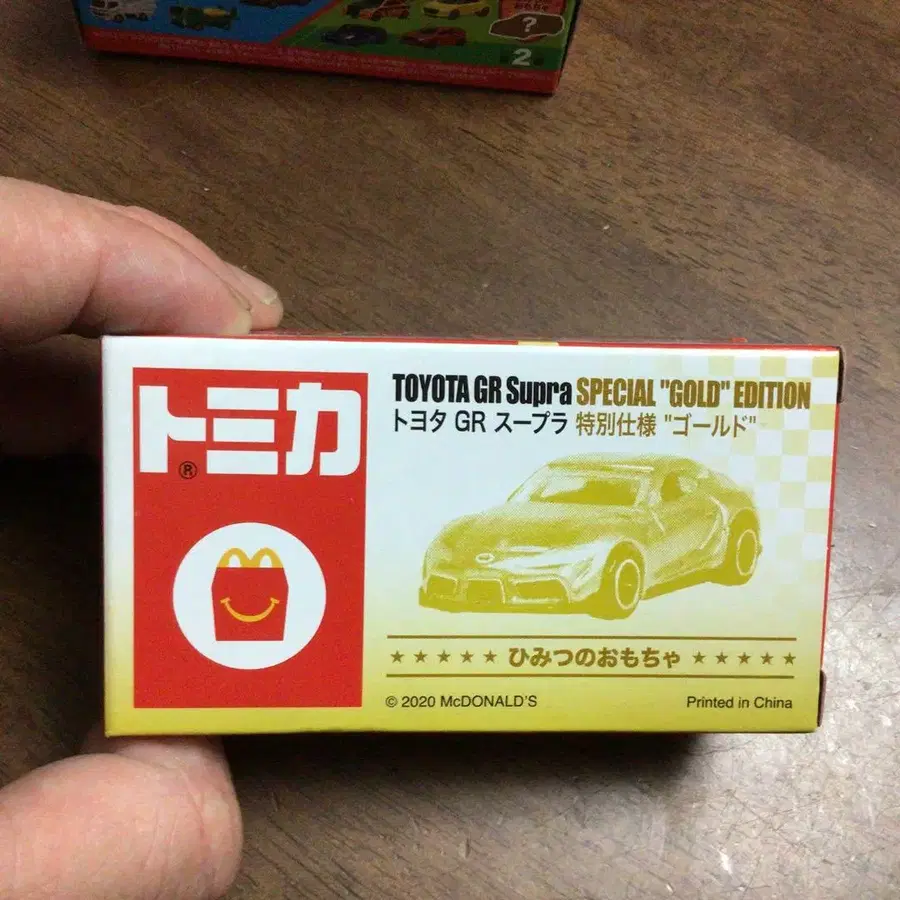 ?
2
トミカ
®
TOYOTA GR Supra SPECIAL "GOLD" EDITION
トヨタ GR スープラ 特別仕様 "ゴールド"
★★★★★ ひみつのおもちゃ ★★★★★
© 2020 McDONALD'S
Printed in China